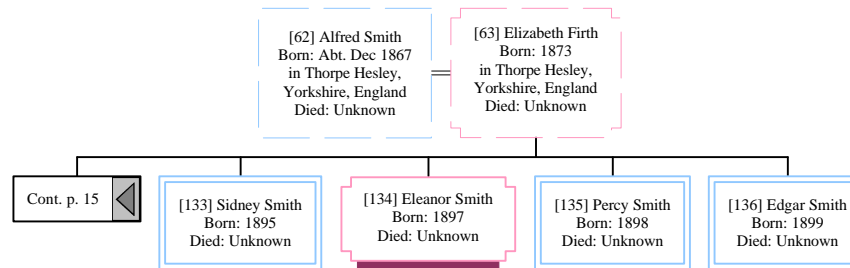 [62] Alfred Smith
Born: Abt. Dec 1867
in Thorpe Hesley,
Yorkshire, England
Died: Unknown
[63] Elizabeth Firth
Born: 1873
in Thorpe Hesley,
Yorkshire, England
Died: Unknown
Cont. p. 15
[133] Sidney Smith
Born: 1895
Died: Unknown
[134] Eleanor Smith
Born: 1897
Died: Unknown
[135] Percy Smith
Born: 1898
Died: Unknown
[136] Edgar Smith
Born: 1899
Died: Unknown